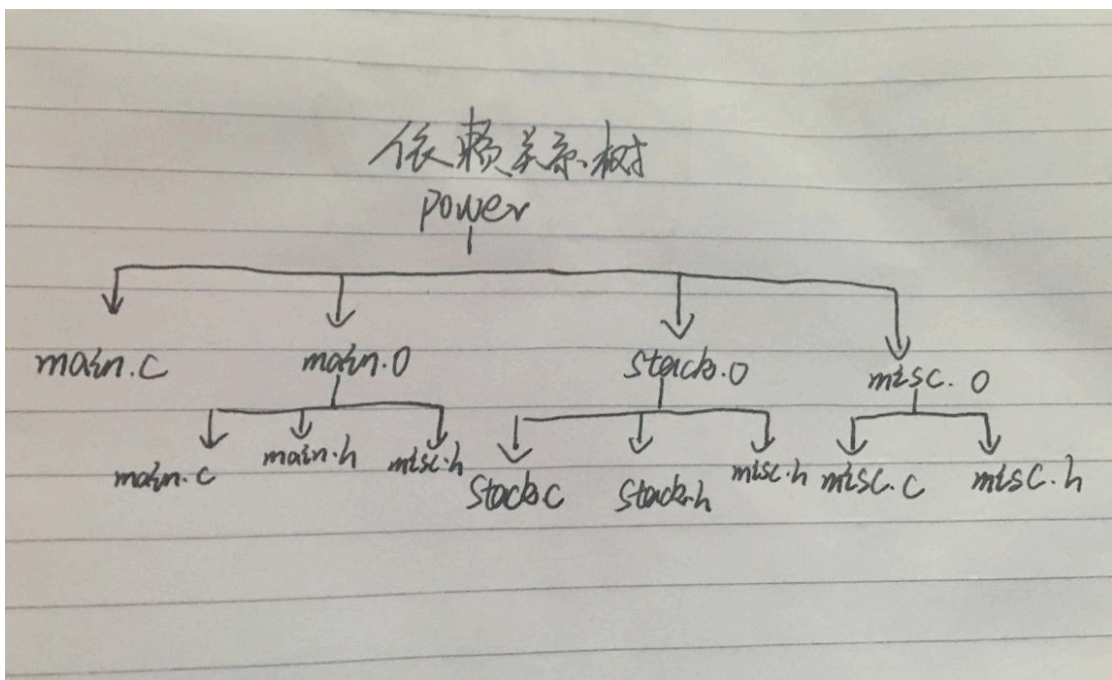 依赖关系树
power
main.c main.o stack.o misc.o
main.c main.h misc.h stack.c stack.h misc.h misc.c misc.h